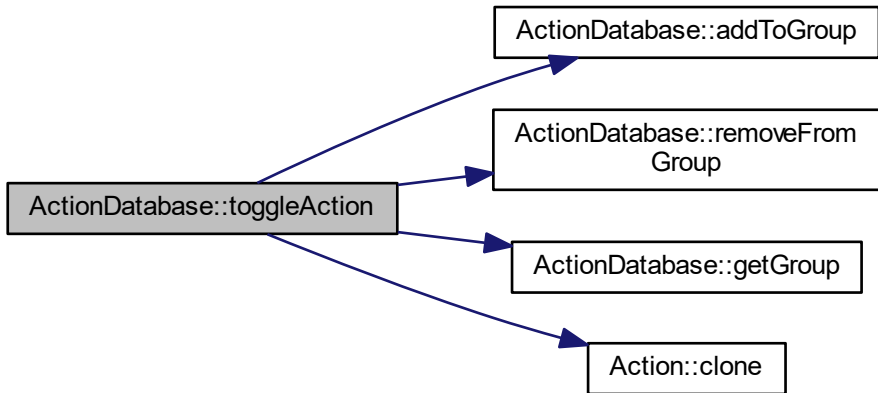 ActionDatabase::addToGroup
ActionDatabase::removeFrom
Group
ActionDatabase::toggleAction
ActionDatabase::getGroup
Action::clone